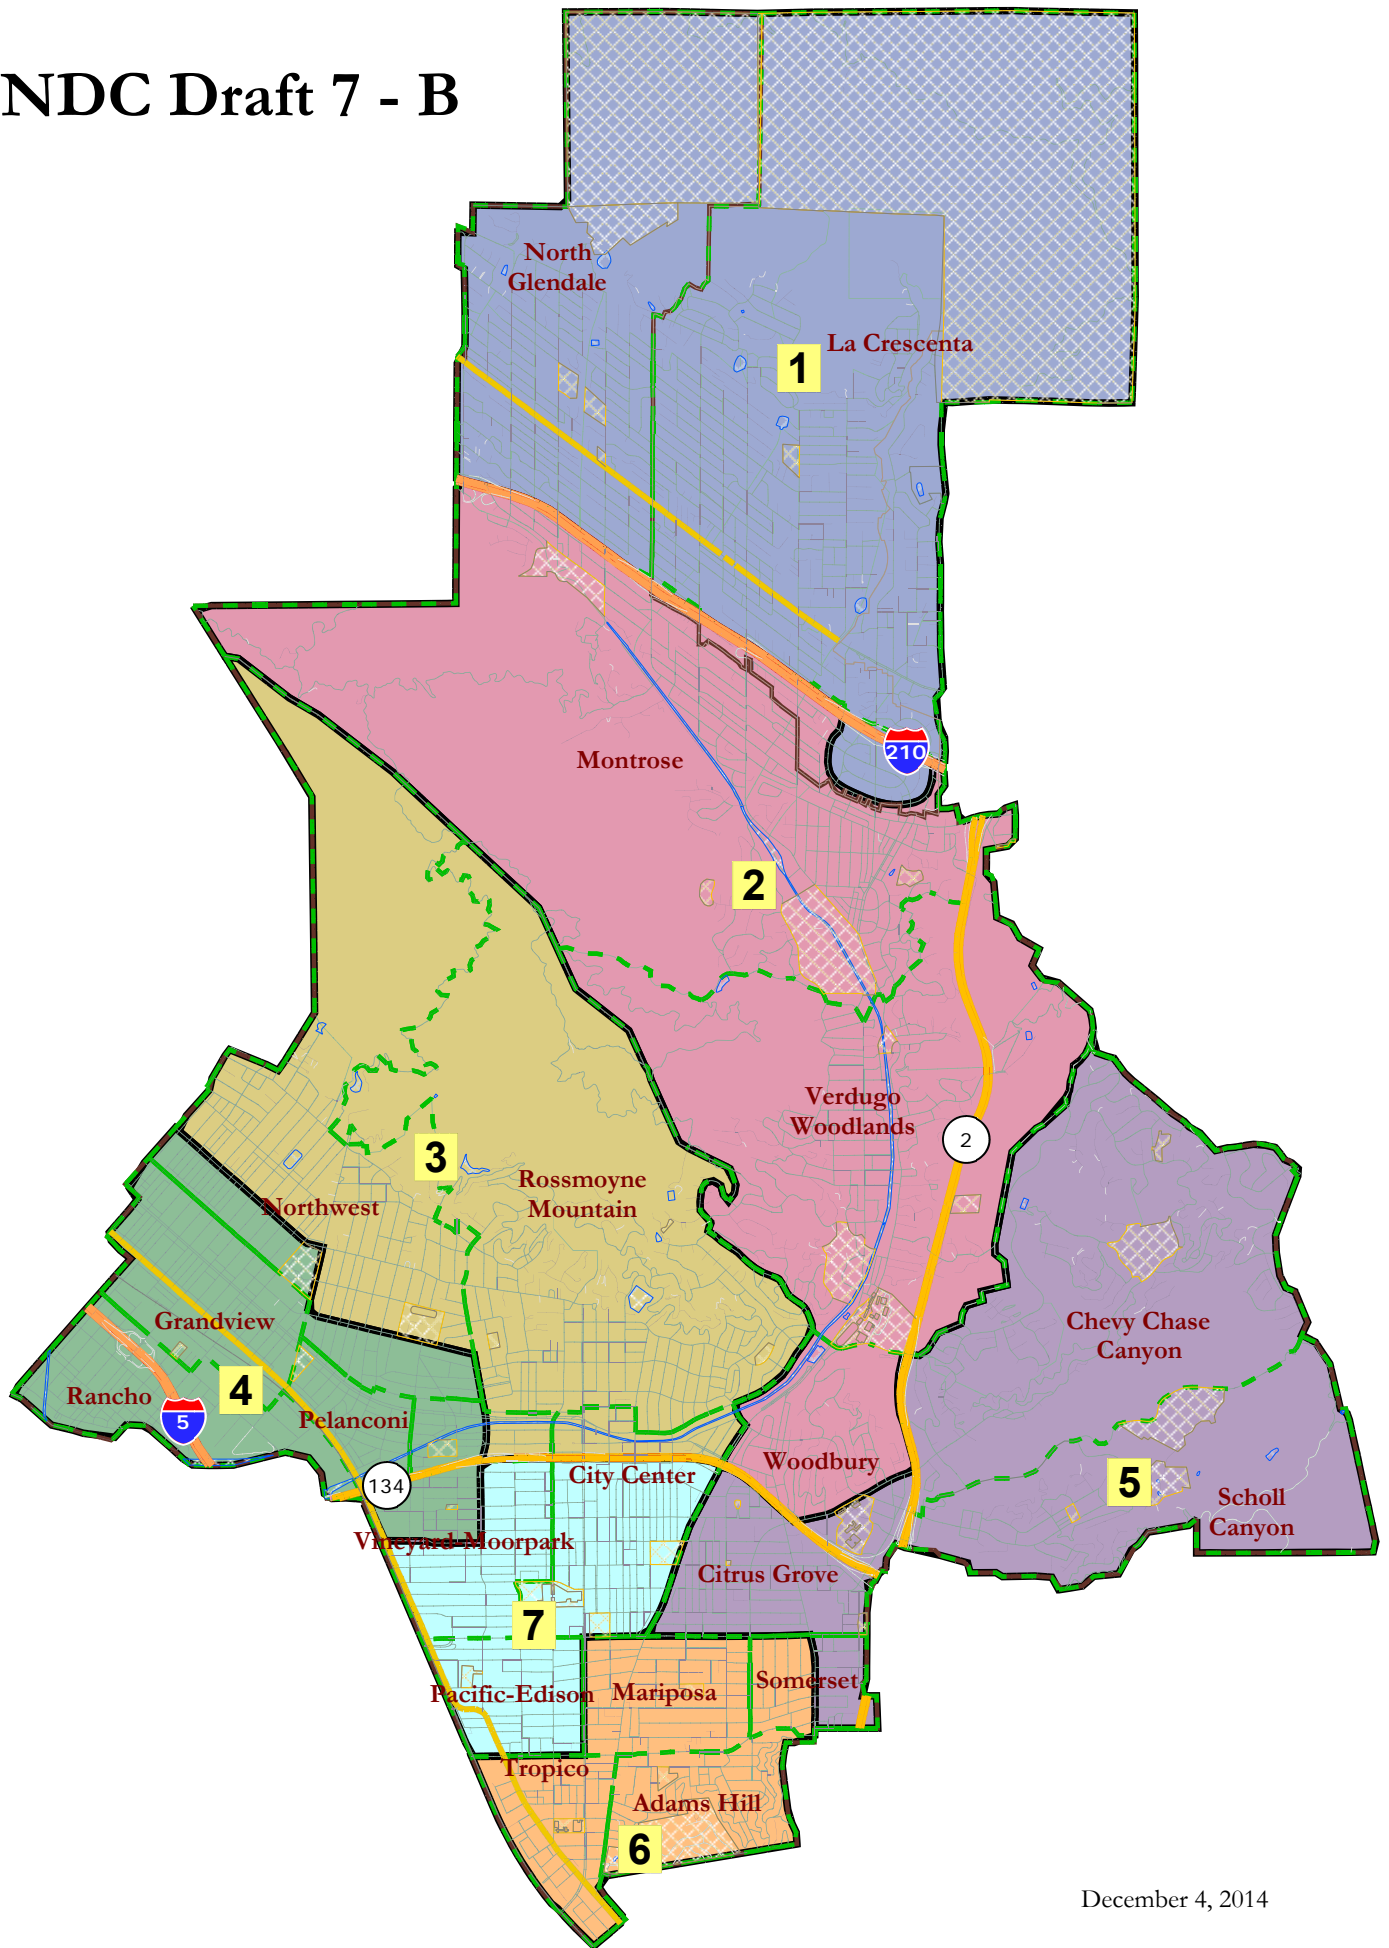 NDC Draft 7 - B
North
Glendale
La Crescenta
1
210
Montrose
2
Verdugo
Woodlands
2
3
Rossmoyne
Mountain
Northwest
Grandview
Chevy Chase
Canyon
Rancho
4
5
Pelanconi
134
City Center
Woodbury
5
Scholl
Canyon
Vineyard-Moorpark
Citrus Grove
7
Pacific-Edison
Mariposa
Somerset
Tropico
Adams Hill
6
December 4, 2014